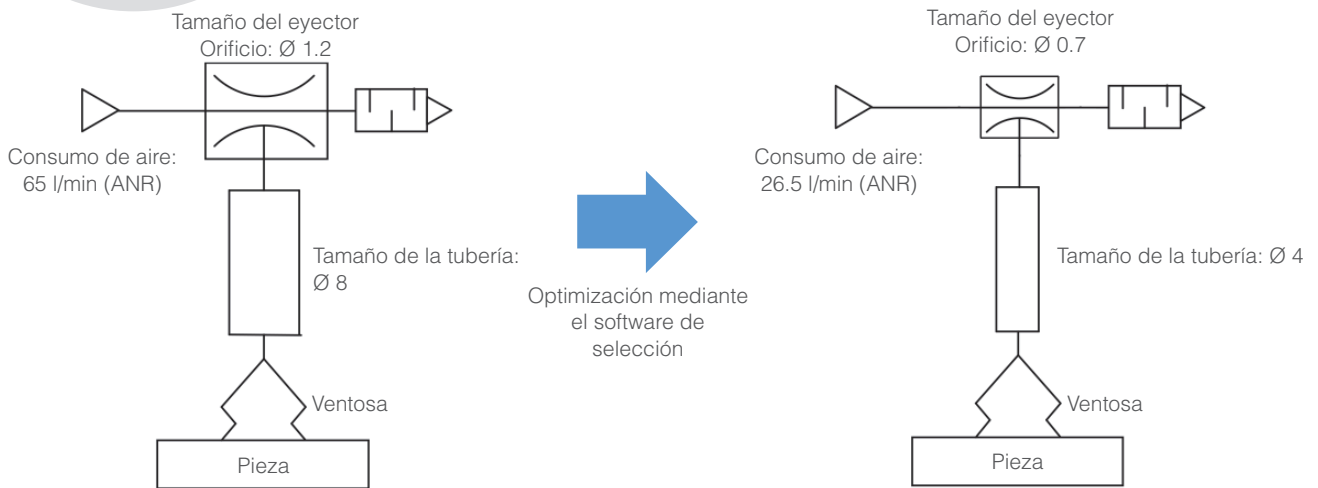 Tamaño del eyector
Orificio: Ø 1.2
Consumo de aire:
65 l/min (ANR)
Tamaño de la tubería:
Ø 8
Ventosa
Pieza
Optimización mediante
el software de
selección
Tamaño del eyector
Orificio: Ø 0.7
Consumo de aire:
26.5 l/min (ANR)
Tamaño de la tubería: Ø 4
Ventosa
Pieza